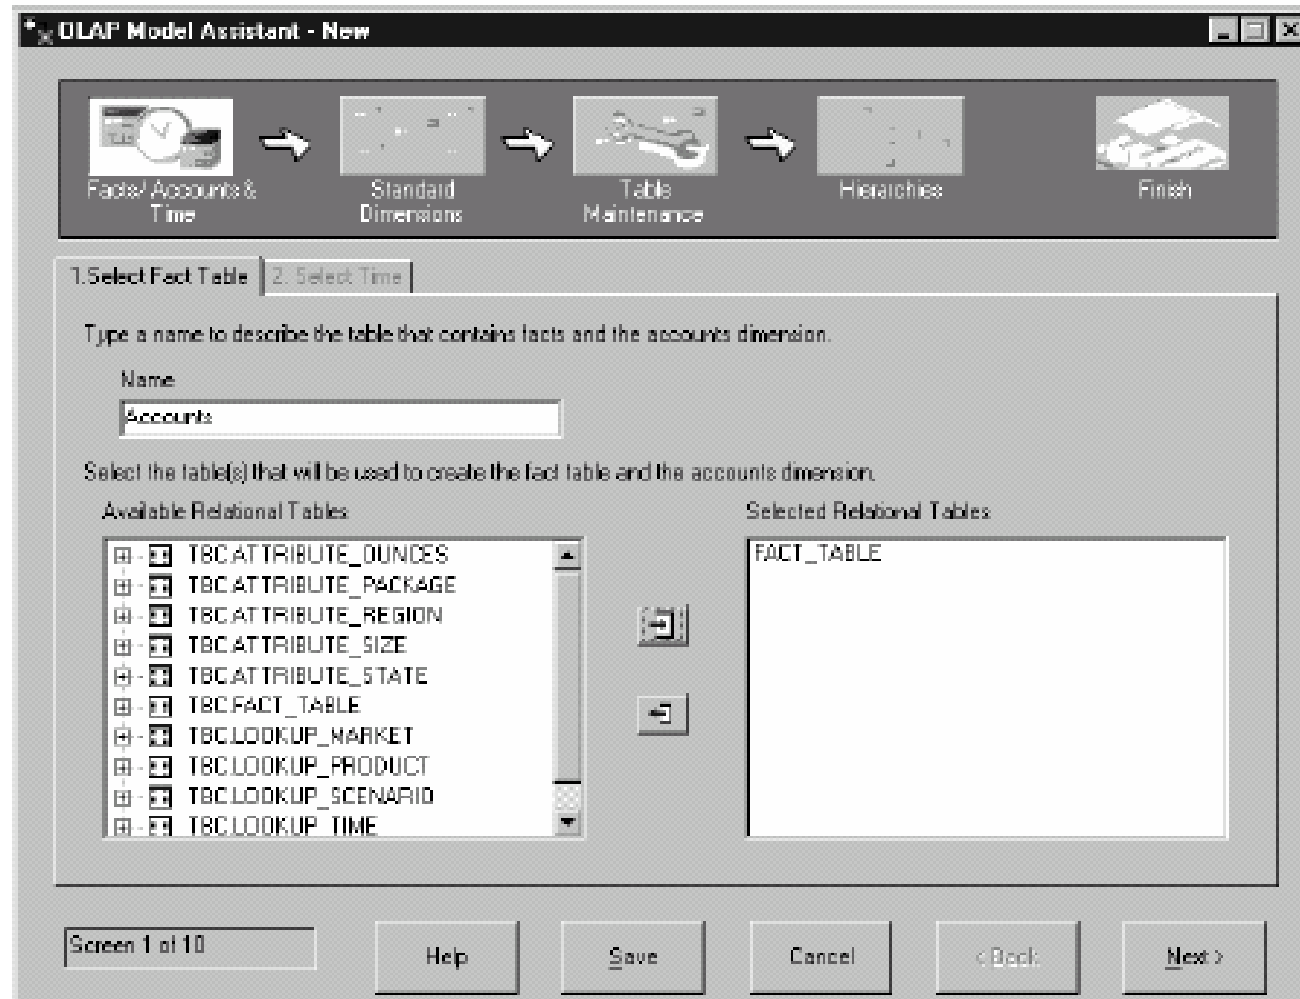 OLAP Model Assistant - New
Facts/ Accounts & Time
Standard Dimensions
Table Maintenance
Hierarchies
Finish
1.Select Fact Table
2. Select Time
Type a name to describe the table that contains facts and the accounts dimension.
Name
Accounts
Select the table(s) that will be used to create the fact table and the accounts dimension.
Available Relational Tables
Selected Relational Tables
TBC.ATTRIBUTE_OUNCES
FACT_TABLE
TBC.ATTRIBUTE_PACKAGE
TBC.ATTRIBUTE_REGION
TBC.ATTRIBUTE_SIZE
TBC.ATTRIBUTE_STATE
TBC.FACT_TABLE
TBC.LOOKUP_MARKET
TBC.LOOKUP_PRODUCT
TBC.LOOKUP_SCENARIO
TBC.LOOKUP_TIME
Screen 1 of 10
Help
Save
Cancel
< Back
Next >